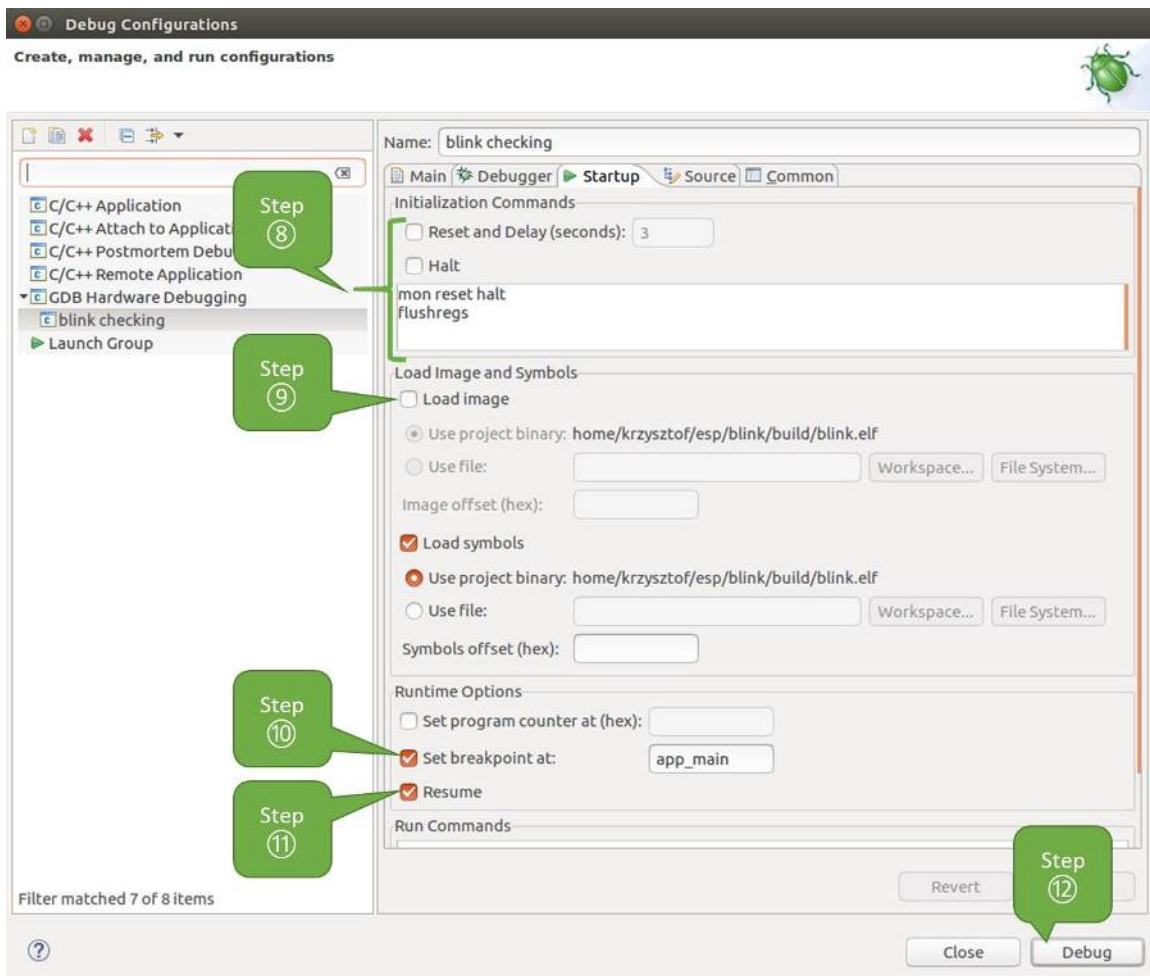 Debug Configurations
Create, manage, and run configurations
C/C++ Application
C/C++ Attach to Applicati
C/C++ Postmortem Debu
C/C++ Remote Application
GDB Hardware Debugging
blink checking
Launch Group
Filter matched 7 of 8 items
Name: blink checking
Main Debugger Startup Source Common
Initialization Commands
Step ⑧
Reset and Delay (seconds): 3
Halt
mon reset halt
flushregs
Load Image and Symbols
Step ⑨
Load image
Use project binary: home/krzysztof/esp/blink/build/blink.elf
Use file: Workspace... File System...
Image offset (hex):
Load symbols
Use project binary: home/krzysztof/esp/blink/build/blink.elf
Use file: Workspace... File System...
Symbols offset (hex):
Runtime Options
Set program counter at (hex):
Step ⑩
Set breakpoint at: app_main
Step ⑪
Resume
Run Commands
Revert
Step ⑫
Close Debug